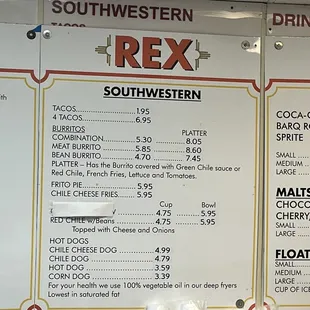 SOUTHWESTERN
TACOS
DRIN
REX
SOUTHWESTERN
TACOS 1.95
4 TACOS 6.95
BURRITOS PLATTER
COMBINATION 5.30 8.05
MEAT BURRITO 5.85 8.60
BEAN BURRITO 4.70 7.45
PLATTER – Has the Burrito covered with Green Chile sauce or
Red Chile, French Fries, Lettuce and Tomatoes.
FRITO PIE 5.95
CHILE CHEESE FRIES 5.95
Cup Bowl
4.75 5.95
RED CHILE w/Beans 4.75 5.95
Topped with Cheese and Onions
HOT DOGS
CHILE CHEESE DOG 4.99
CHILE DOG 4.79
HOT DOG 3.59
CORN DOG 3.39
For your health we use 100% vegetable oil in our deep fryers
Lowest in saturated fat
th
COCA-C
BARQ R
SPRITE
SMALL
MEDIUM
LARGE
MALTS
CHOCO
CHERRY,
SMALL
LARGE
FLOAT
SMALL
MEDIUM
LARGE
CUP OF ICE